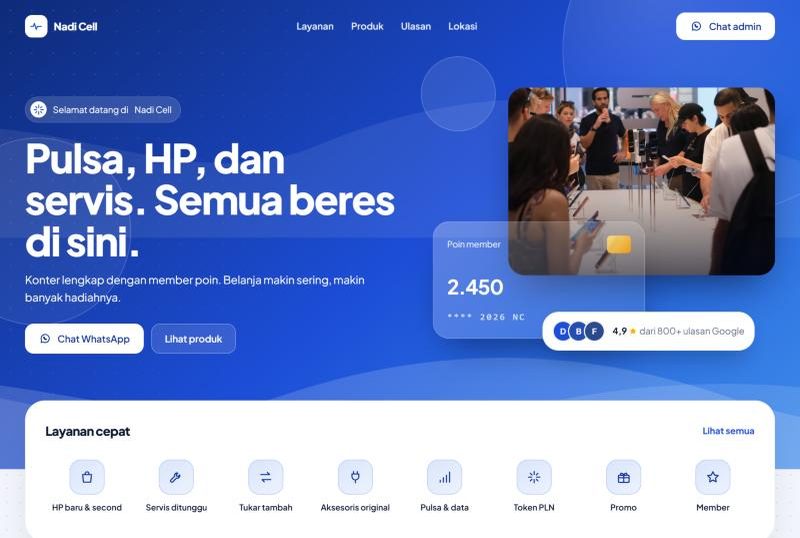 Nadi Cell
Layanan
Produk
Ulasan
Lokasi
Chat admin
Selamat datang di Nadi Cell
Pulsa, HP, dan
servis. Semua beres
di sini.
Konter lengkap dengan member poin. Belanja makin sering, makin
banyak hadiahnya.
Chat WhatsApp
Lihat produk
Poin member
2.450
**** 2026 NC
D B F 4,9 ★ dari 800+ ulasan Google
Layanan cepat
Lihat semua
HP baru & second
Servis ditunggu
Tukar tambah
Aksesoris original
Pulsa & data
Token PLN
Promo
Member